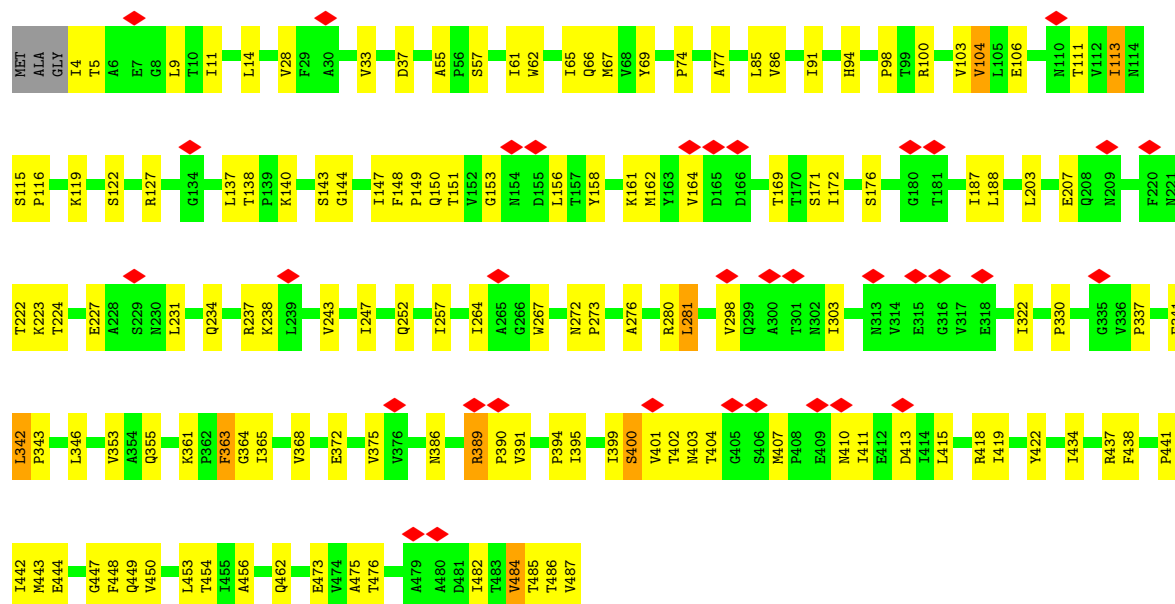 MET ALA GLY I4 T5 A6 E7 G8 L9 T10 I11 L14 V28 F29 A30 V33 D37 A55 P56 S57 I61 W62 I65 Q66 M67 V68 Y69 P74 A77 L85 V86 I91 H94 P98 T99 R100 V103 V104 L105 E106 N110 T111 V112 I113 N114
S115 P116 K119 S122 R127 G134 L137 T138 P139 K140 S143 G144 I147 F148 P149 Q150 T151 V152 G153 N154 D155 L156 T157 Y158 K161 M162 Y163 V164 D165 D166 T169 T170 S171 I172 S176 G180 T181 I187 L188 L203 E207 Q208 N209 F220 N221
T222 K223 T224 E227 A228 S229 N230 L231 Q234 R237 K238 L239 V243 I247 Q252 I257 I264 A265 G266 W267 N272 P273 A276 R280 L281 V298 Q299 A300 T301 N302 I303 N313 V314 E315 G316 V317 E318 I322 P330 G335 V336 P337
L342 P343 L346 V353 A354 Q355 K361 P362 F363 G364 I365 V368 E372 V375 V376 N386 R389 P390 V391 P394 I395 I399 S400 V401 T402 N403 T404 G405 S406 M407 P408 E409 N410 I411 E412 D413 I414 L415 R418 I419 Y422 I434 R437 F438 P441
I442 M443 E444 G447 F448 Q449 V450 L453 T454 I455 A456 Q462 E473 V474 A475 T476 A479 A480 D481 I482 T483 V484 T485 T486 V487